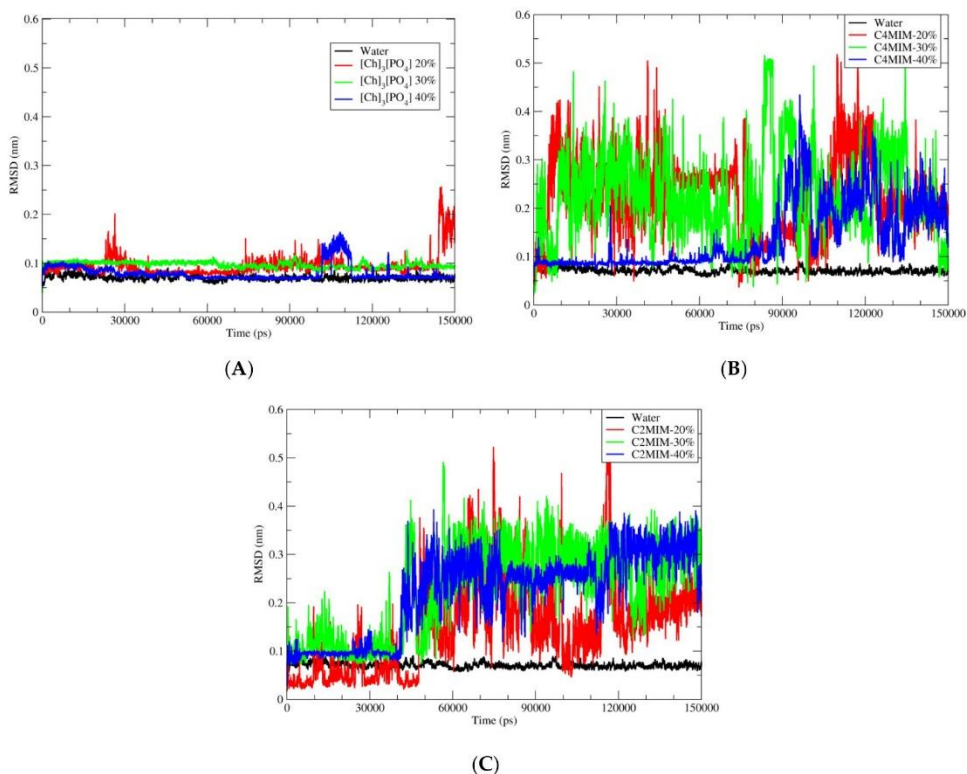 0.6
0.5
0.4
0.3
0.2
0.1
0
RMSD (nm)
Water
[Ch]₃[PO₄] 20%
[Ch]₃[PO₄] 30%
[Ch]₃[PO₄] 40%
0 30000 60000 90000 120000 150000
Time (ps)
(A)
0.6
0.5
0.4
0.3
0.2
0.1
0
RMSD (nm)
Water
C4MIM-20%
C4MIM-30%
C4MIM-40%
0 30000 60000 90000 120000 150000
Time (ps)
(B)
0.6
0.5
0.4
0.3
0.2
0.1
0
RMSD (nm)
Water
C2MIM-20%
C2MIM-30%
C2MIM-40%
0 30000 60000 90000 120000 150000
Time (ps)
(C)